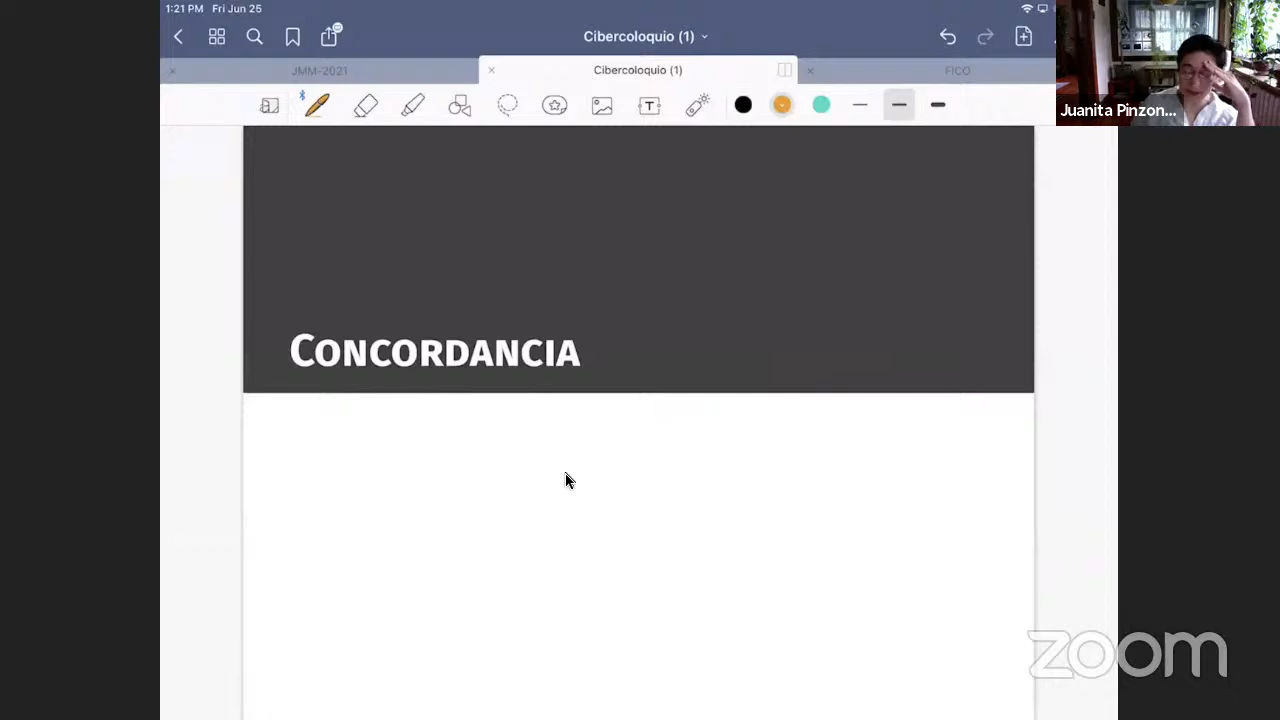 1:21 PM Fri Jun 25
Cibercoloquio (1)
JMM-2021
Cibercoloquio (1)
FICO
T
Juanita Pinzon...
CONCORDANCIA
zoom